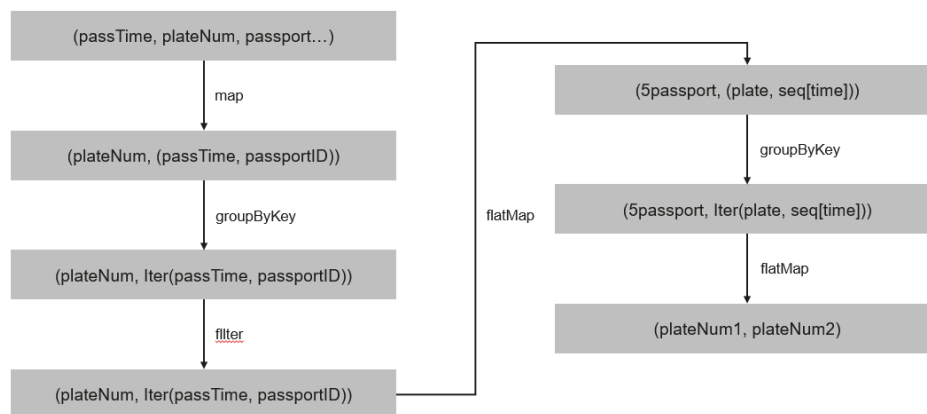 (passTime, plateNum, passport…)
map
(plateNum, (passTime, passportID))
groupByKey
(plateNum, Iter(passTime, passportID))
fllter
(plateNum, Iter(passTime, passportID))
flatMap
(5passport, (plate, seq[time]))
groupByKey
(5passport, Iter(plate, seq[time]))
flatMap
(plateNum1, plateNum2)